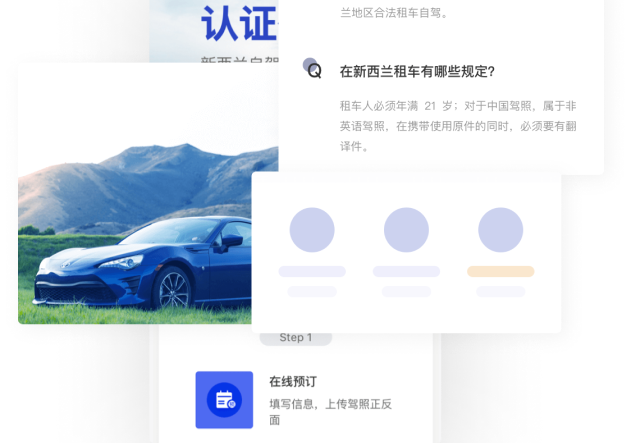 认证
兰地区合法租车自驾。
新西兰自驾
Q
在新西兰租车有哪些规定？
租车人必须年满 21 岁；对于中国驾照，属于非
英语驾照，在携带使用原件的同时，必须要有翻
译件。
Step 1
在线预订
填写信息，上传驾照正反
面